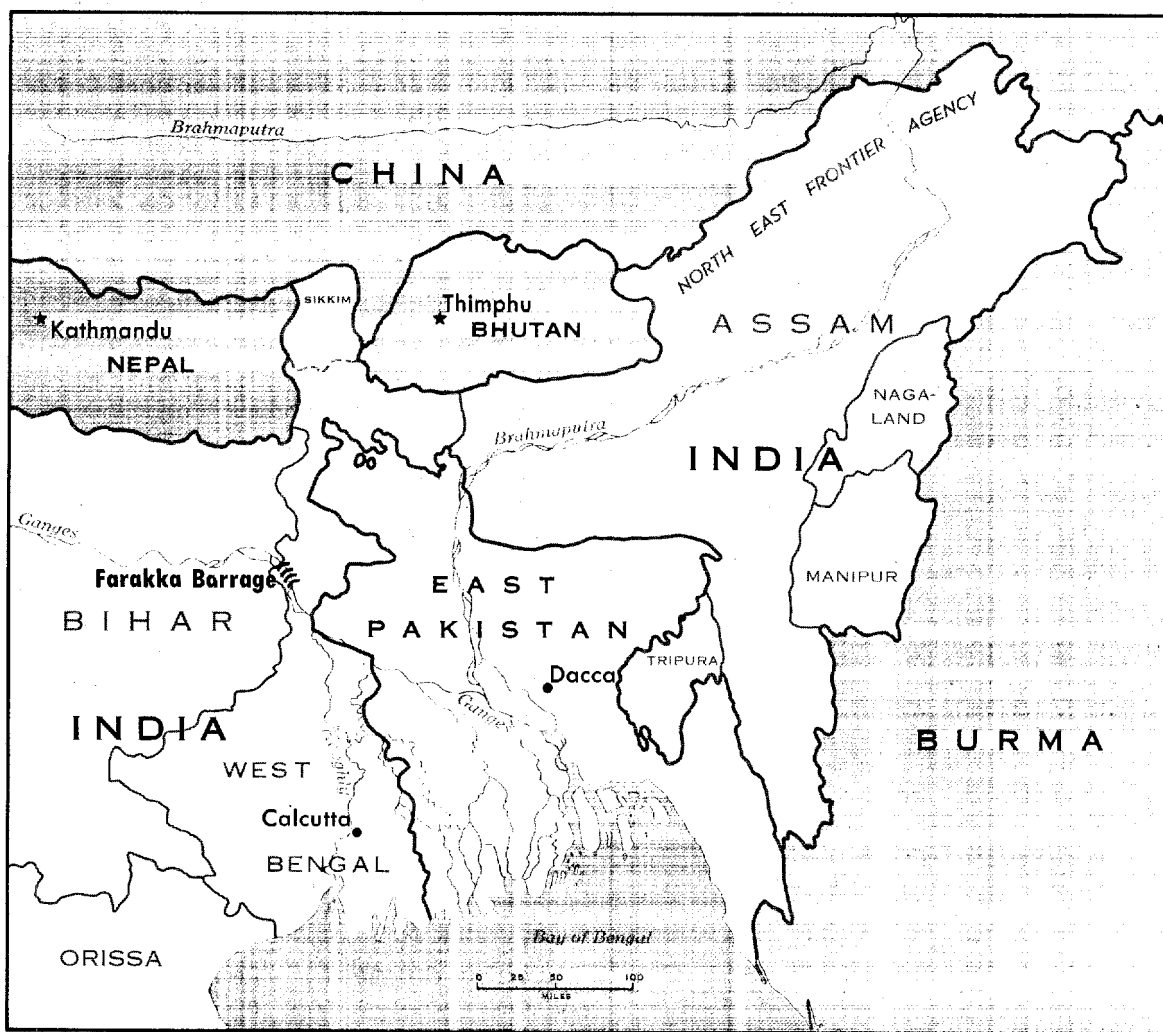 Brahmaputra
CHINA
NORTH EAST FRONTIER AGENCY
SIKKIM
Thimphu
BHUTAN
Kathmandu
NEPAL
ASSAM
NAGA-
LAND
Brahmaputra
INDIA
Ganges
Farakka Barrage
BIHAR
EAST
PAKISTAN
MANIPUR
TRIPURA
Dacca
Ganges
INDIA
WEST
BURMA
Calcutta
BENGAL
Bay of Bengal
ORISSA
0 25 50 100
MILES